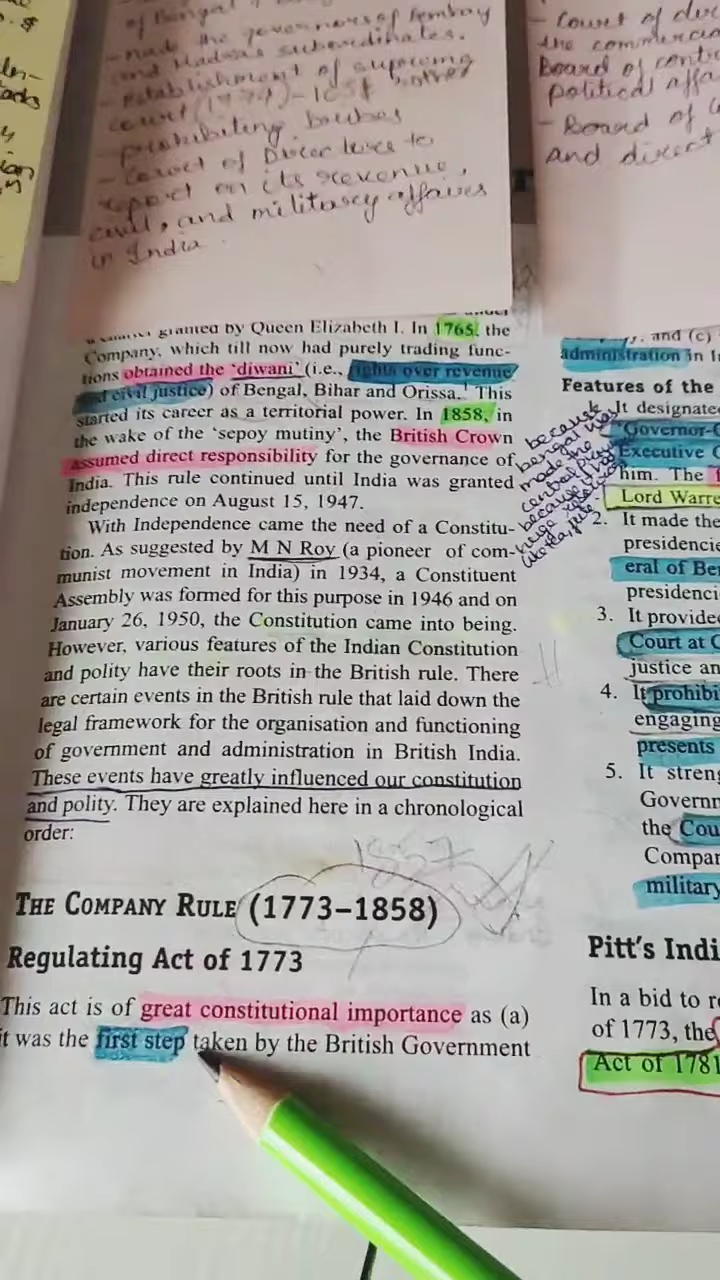 of Bengal
- made the governors of Bombay
and Madras subordinates.
- establishment of supreme
court (1774) - 1 CJ + 3 other
- prohibiting bribes
- Court of Directors to
report on its revenue,
civil, and military affairs
in India
- Court of
the commercial
Board of
political
- Board of
and direct
granted by Queen Elizabeth I. In 1765, the
Company, which till now had purely trading func-
tions obtained the ‘diwani’ (i.e., rights over revenue
and civil justice) of Bengal, Bihar and Orissa.1 This
started its career as a territorial power. In 1858, in
the wake of the ‘sepoy mutiny’, the British Crown
assumed direct responsibility for the governance of
India. This rule continued until India was granted
independence on August 15, 1947.
With Independence came the need of a Constitu-
tion. As suggested by M N Roy (a pioneer of com-
munist movement in India) in 1934, a Constituent
Assembly was formed for this purpose in 1946 and on
January 26, 1950, the Constitution came into being.
However, various features of the Indian Constitution
and polity have their roots in the British rule. There
are certain events in the British rule that laid down the
legal framework for the organisation and functioning
of government and administration in British India.
These events have greatly influenced our constitution
and polity. They are explained here in a chronological
order:
1857
THE COMPANY RULE (1773–1858)
Regulating Act of 1773
This act is of great constitutional importance as (a)
it was the first step taken by the British Government
because
bengal was
made the
because
and (c)
administration in
Features of the
It designate
‘Governor-G
Executive C
him. The
Lord Warre
2. It made the
presidencie
eral of Be
presidenci
3. It provide
Court at C
justice an
4. It prohibi
engaging
presents
5. It streng
Governm
the Cou
Compan
military
Pitt’s Indi
In a bid to r
of 1773, the
Act of 1781